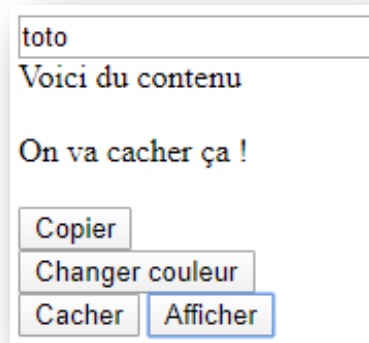 toto
Voici du contenu
On va cacher ça !
Copier
Changer couleur
Cacher Afficher